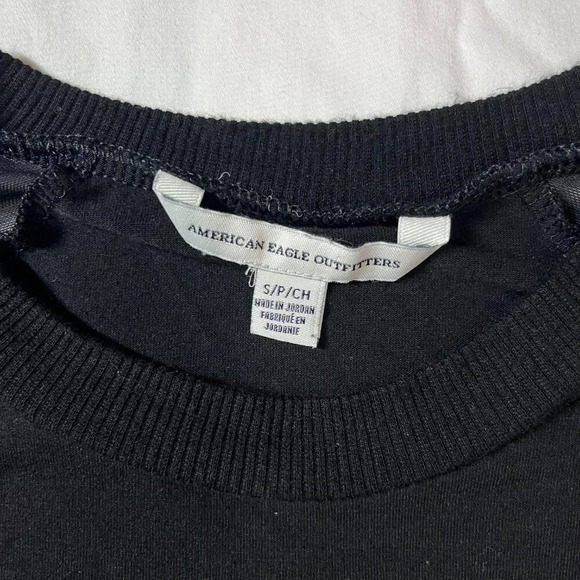 AMERICAN EAGLE OUTFITTERS
S/P/CH
MADE IN JORDAN
FABRIQUÉ EN
JORDANIE